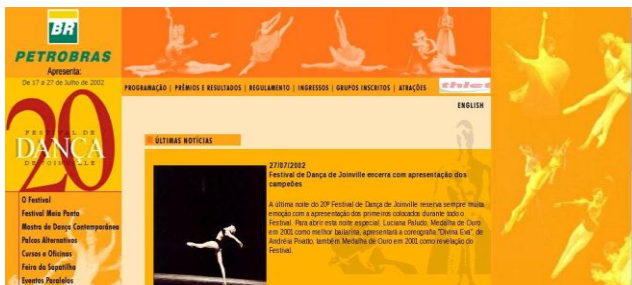 BR
PETROBRAS
Apresenta:
De 17 a 27 de Julho de 2002
20
FESTIVAL DE
DANÇA
DE JOINVILLE
O Festival
Festival Meia Ponta
Mostra de Dança Contemporânea
Palcos Alternativos
Cursos e Oficinas
Feira da Sapatilha
Eventos Paralelos
PROGRAMAÇÃO | PRÊMIOS E RESULTADOS | REGULAMENTO | INGRESSOS | GRUPOS INSCRITOS | ATRAÇÕES
ENGLISH
ÚLTIMAS NOTÍCIAS
27/07/2002
Festival de Dança de Joinville encerra com apresentação dos
campeões
A última noite do 20º Festival de Dança de Joinville reserva sempre muita
emoção com a apresentação dos primeiros colocados durante todo o
Festival. Para abrir esta noite especial, Luciana Paludo, Medalha de Ouro
em 2001 como melhor bailarina, apresentará a coreografia "Divina Eva", de
Andréia Pivatto, também Medalha de Ouro em 2001 como revelação do
Festival.